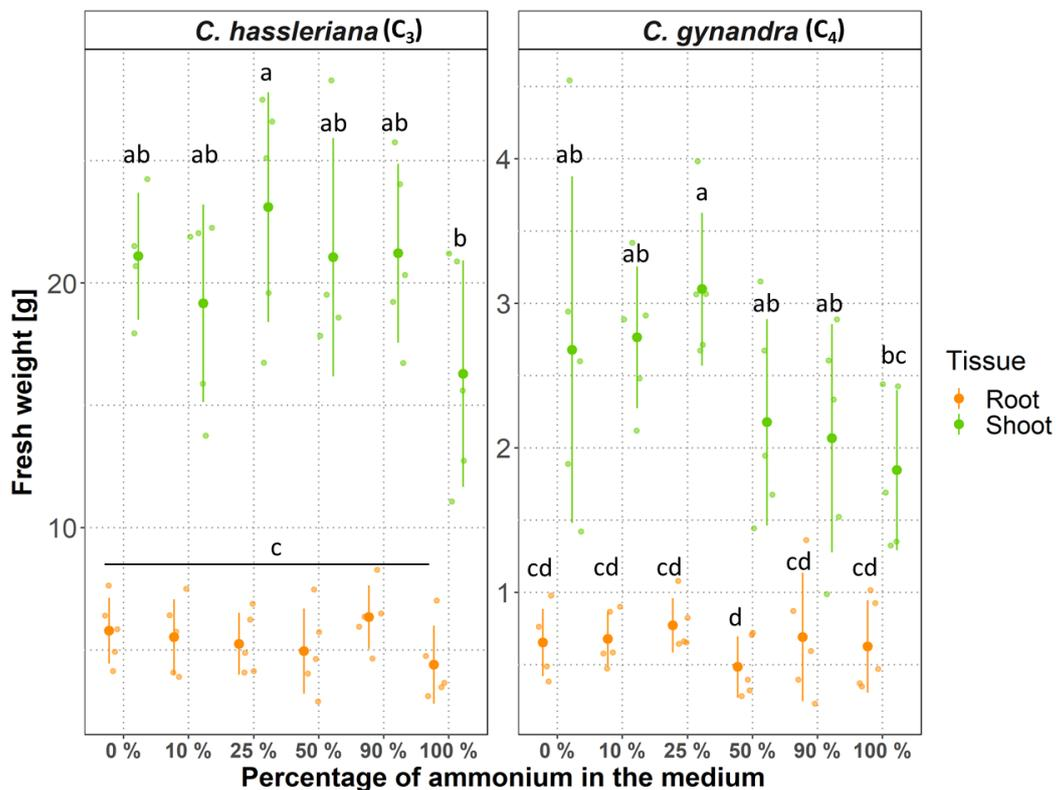 C. hassleriana (C3)
C. gynandra (C4)
Fresh weight [g]
20
10
ab
ab
a
ab
ab
b
c
4
3
2
1
ab
ab
a
ab
ab
bc
cd
cd
cd
d
cd
cd
0 % 10 % 25 % 50 % 90 % 100 %
0 % 10 % 25 % 50 % 90 % 100 %
Percentage of ammonium in the medium
Tissue
Root
Shoot